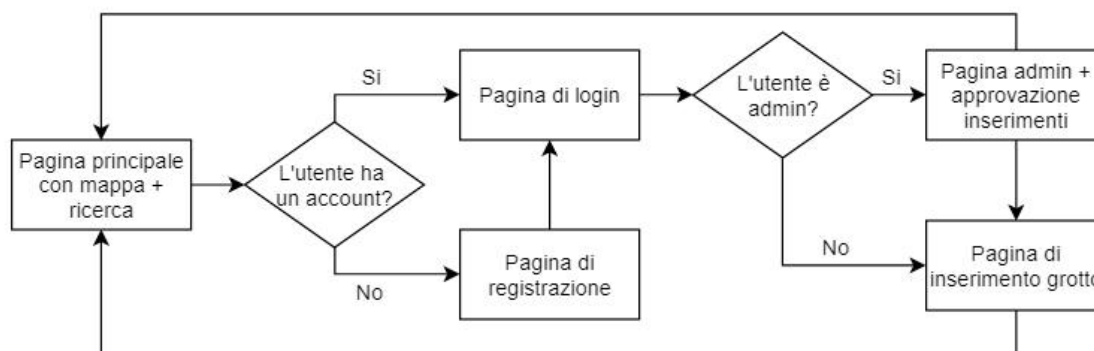 Pagina principale
con mappa +
ricerca
L'utente ha
un account?
Si
No
Pagina di login
Pagina di
registrazione
L'utente è
admin?
Si
No
Pagina admin +
approvazione
inserimenti
Pagina di
inserimento grotto